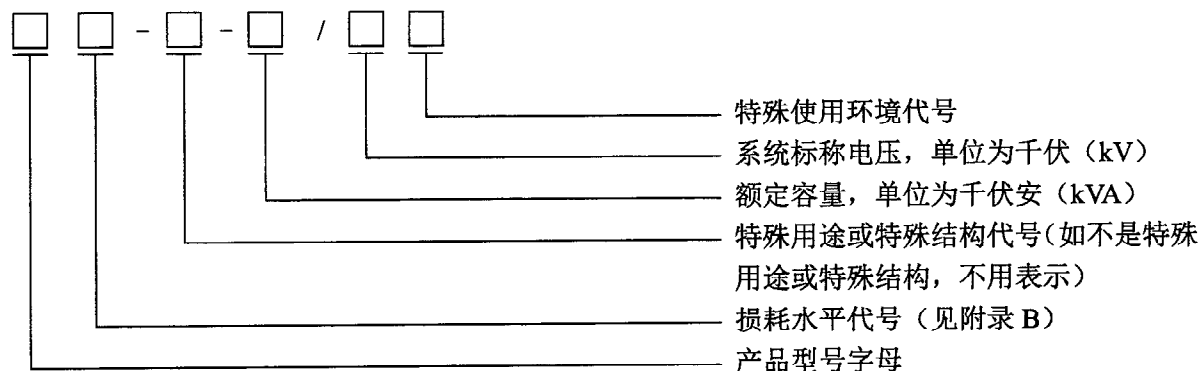 □ □ - □ - □ / □ □
特殊使用环境代号
系统标称电压，单位为千伏（kV）
额定容量，单位为千伏安（kVA）
特殊用途或特殊结构代号（如不是特殊
用途或特殊结构，不用表示）
损耗水平代号（见附录 B）
产品型号字母